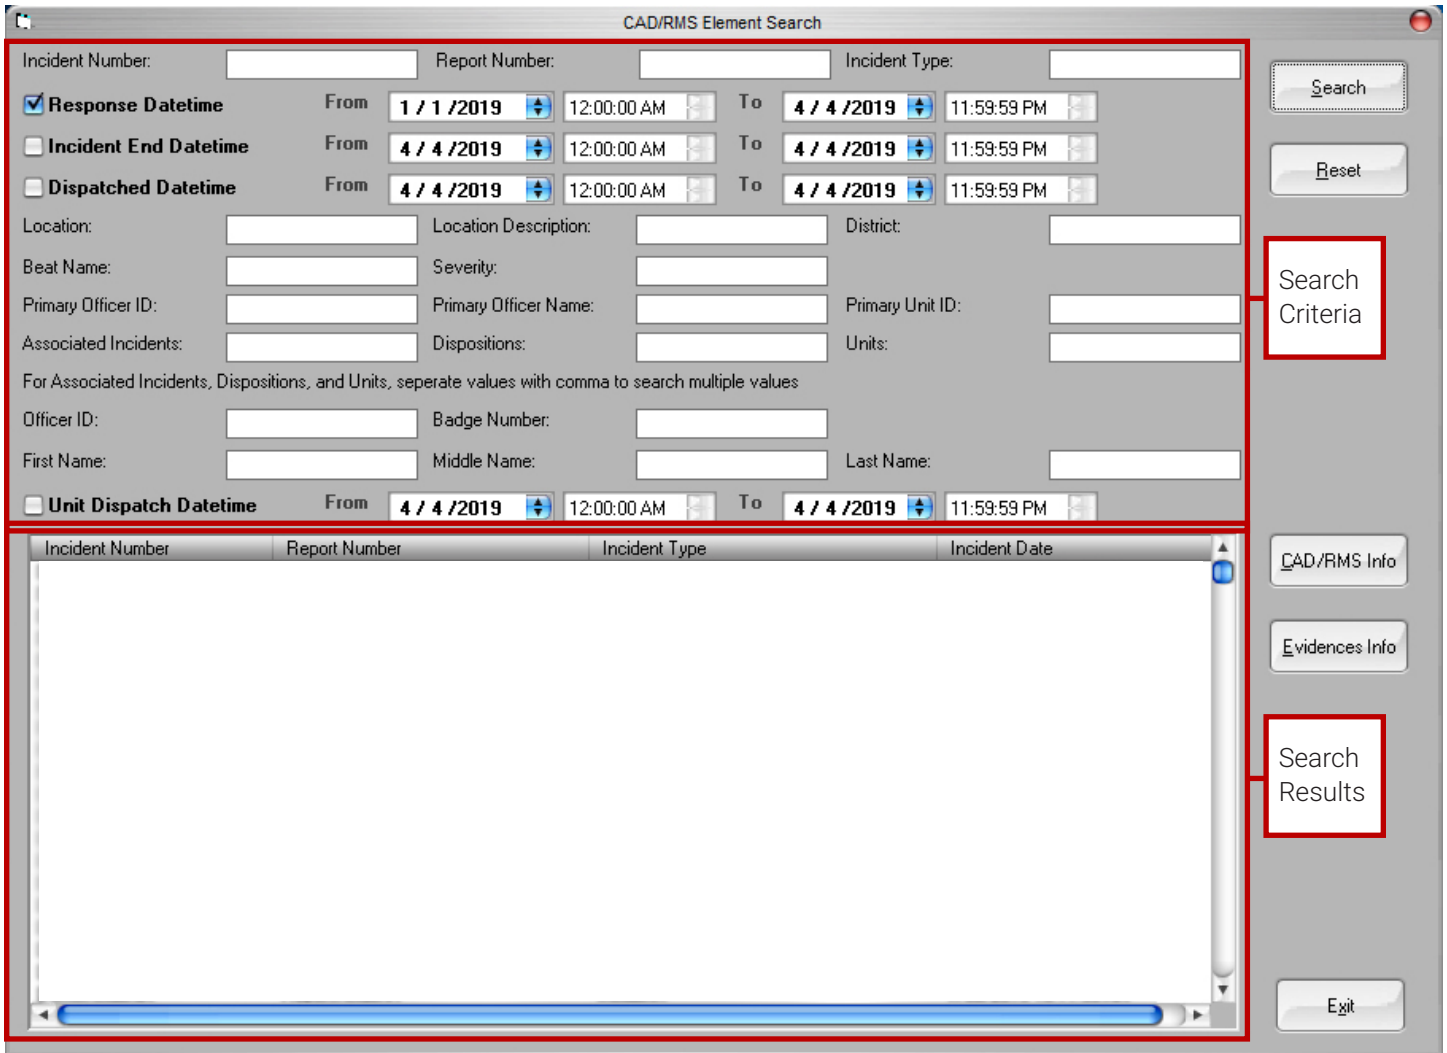 CAD/RMS Element Search
Incident Number: Report Number: Incident Type:
Response Datetime From 1 / 1 /2019 12:00:00 AM To 4 / 4 /2019 11:59:59 PM
Incident End Datetime From 4 / 4 /2019 12:00:00 AM To 4 / 4 /2019 11:59:59 PM
Dispatched Datetime From 4 / 4 /2019 12:00:00 AM To 4 / 4 /2019 11:59:59 PM
Location: Location Description: District:
Beat Name: Severity:
Primary Officer ID: Primary Officer Name: Primary Unit ID:
Associated Incidents: Dispositions: Units:
For Associated Incidents, Dispositions, and Units, seperate values with comma to search multiple values
Officer ID: Badge Number:
First Name: Middle Name: Last Name:
Unit Dispatch Datetime From 4 / 4 /2019 12:00:00 AM To 4 / 4 /2019 11:59:59 PM
Search
Reset
Search
Criteria
Incident Number Report Number Incident Type Incident Date
CAD/RMS Info
Evidences Info
Search
Results
Exit